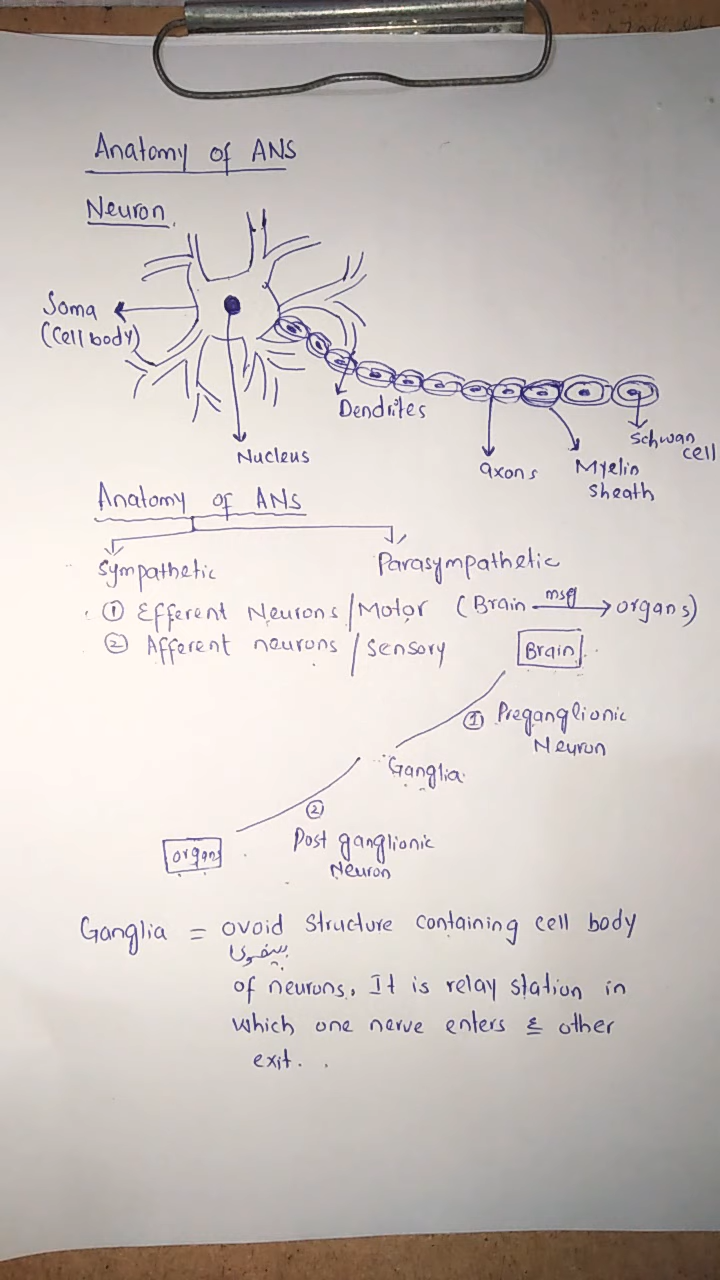 Anatomy of ANS
Neuron.
Soma
(Cell body)
Dendrites
Nucleus
Schwan
cell
axons
Myelin
sheath
Anatomy of ANS
Sympathetic
Parasympathetic
① Efferent Neurons/Motor (Brain msg → organs)
② Afferent neurons / sensory
Brain
① Preganglionic
Neuron
Ganglia
②
Post ganglionic
Neuron
organs
Ganglia = ovoid structure containing cell body
بیضوی
of neurons. It is relay station in
which one nerve enters & other
exit.